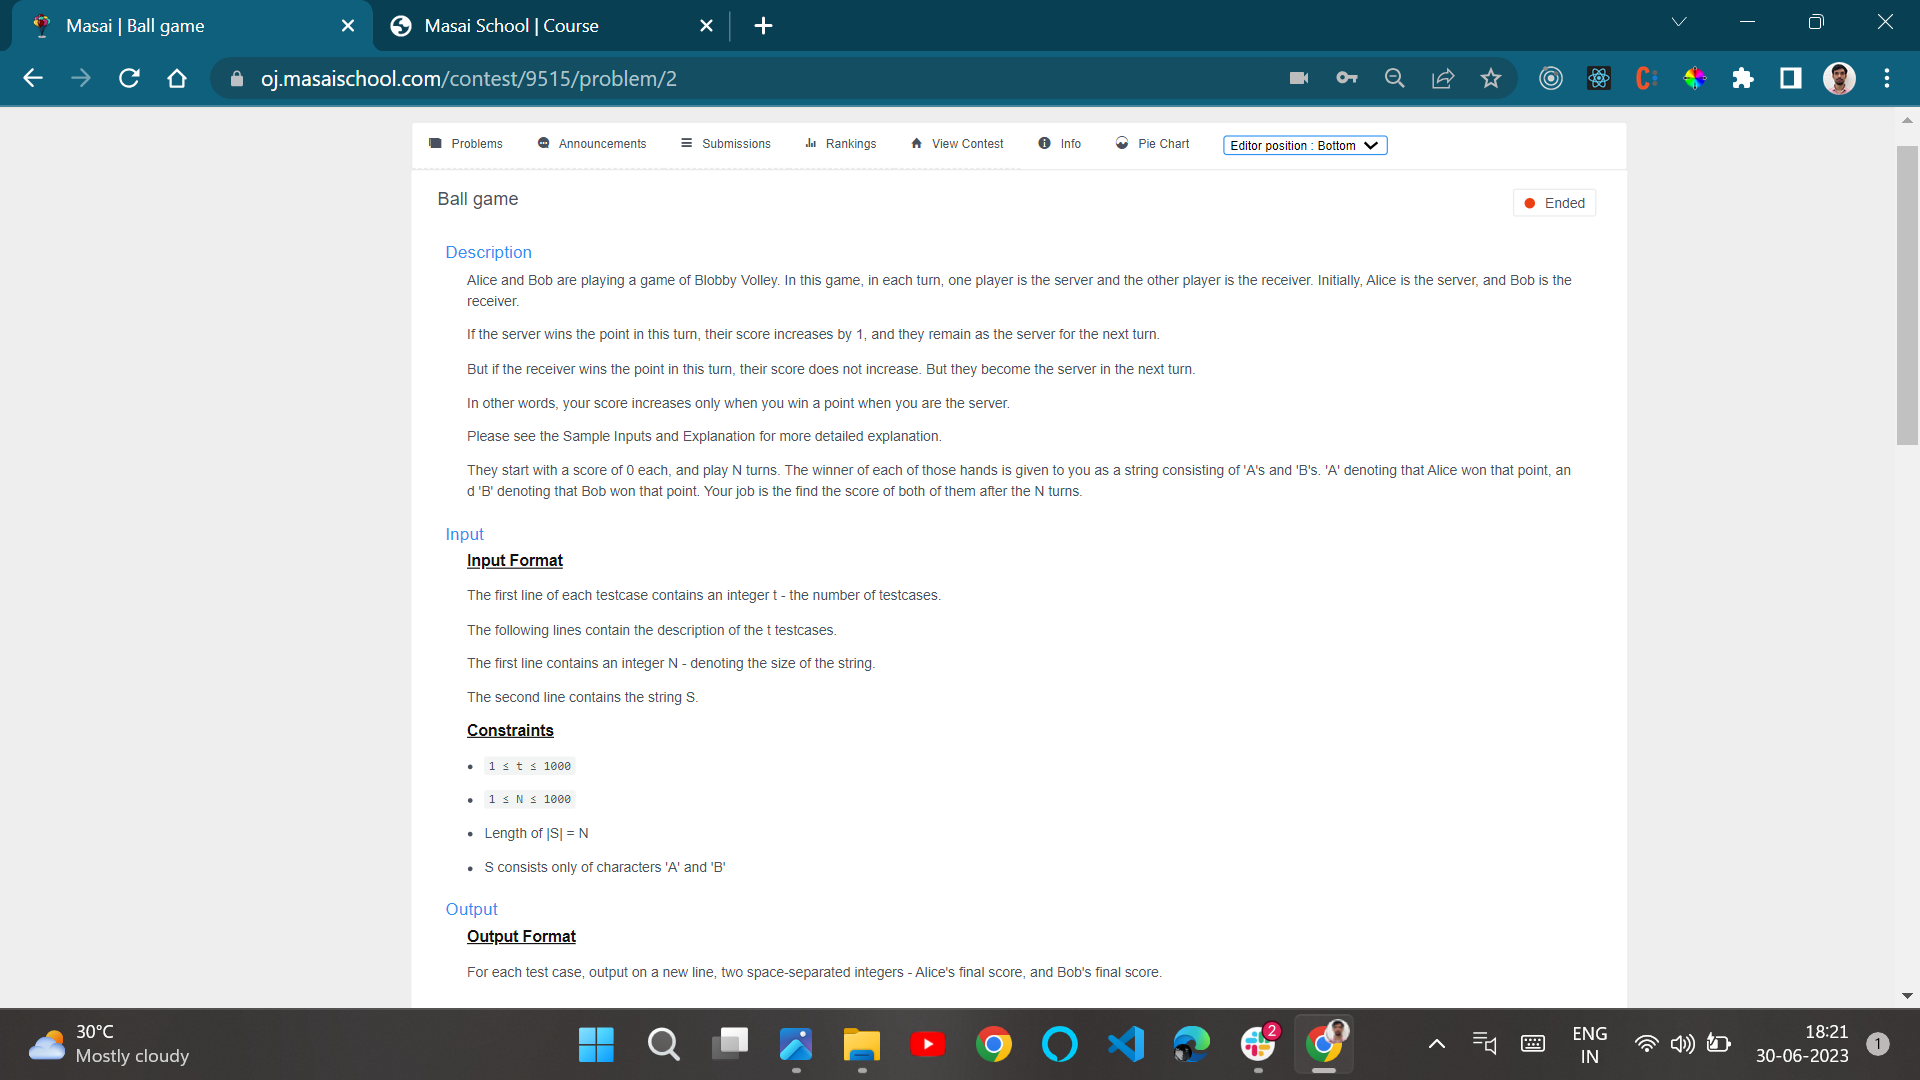 Masai | Ball game
Masai School | Course
oj.masaischool.com/contest/9515/problem/2
Problems
Announcements
Submissions
Rankings
View Contest
Info
Pie Chart
Editor position : Bottom
Ball game
Ended
Description
Alice and Bob are playing a game of Blobby Volley. In this game, in each turn, one player is the server and the other player is the receiver. Initially, Alice is the server, and Bob is the
receiver.
If the server wins the point in this turn, their score increases by 1, and they remain as the server for the next turn.
But if the receiver wins the point in this turn, their score does not increase. But they become the server in the next turn.
In other words, your score increases only when you win a point when you are the server.
Please see the Sample Inputs and Explanation for more detailed explanation.
They start with a score of 0 each, and play N turns. The winner of each of those hands is given to you as a string consisting of 'A's and 'B's. 'A' denoting that Alice won that point, an
d 'B' denoting that Bob won that point. Your job is the find the score of both of them after the N turns.
Input
Input Format
The first line of each testcase contains an integer t - the number of testcases.
The following lines contain the description of the t testcases.
The first line contains an integer N - denoting the size of the string.
The second line contains the string S.
Constraints
1 ≤ t ≤ 1000
1 ≤ N ≤ 1000
Length of |S| = N
S consists only of characters 'A' and 'B'
Output
Output Format
For each test case, output on a new line, two space-separated integers - Alice's final score, and Bob's final score.
30°C
Mostly cloudy
2
ENG
IN
18:21
30-06-2023
1